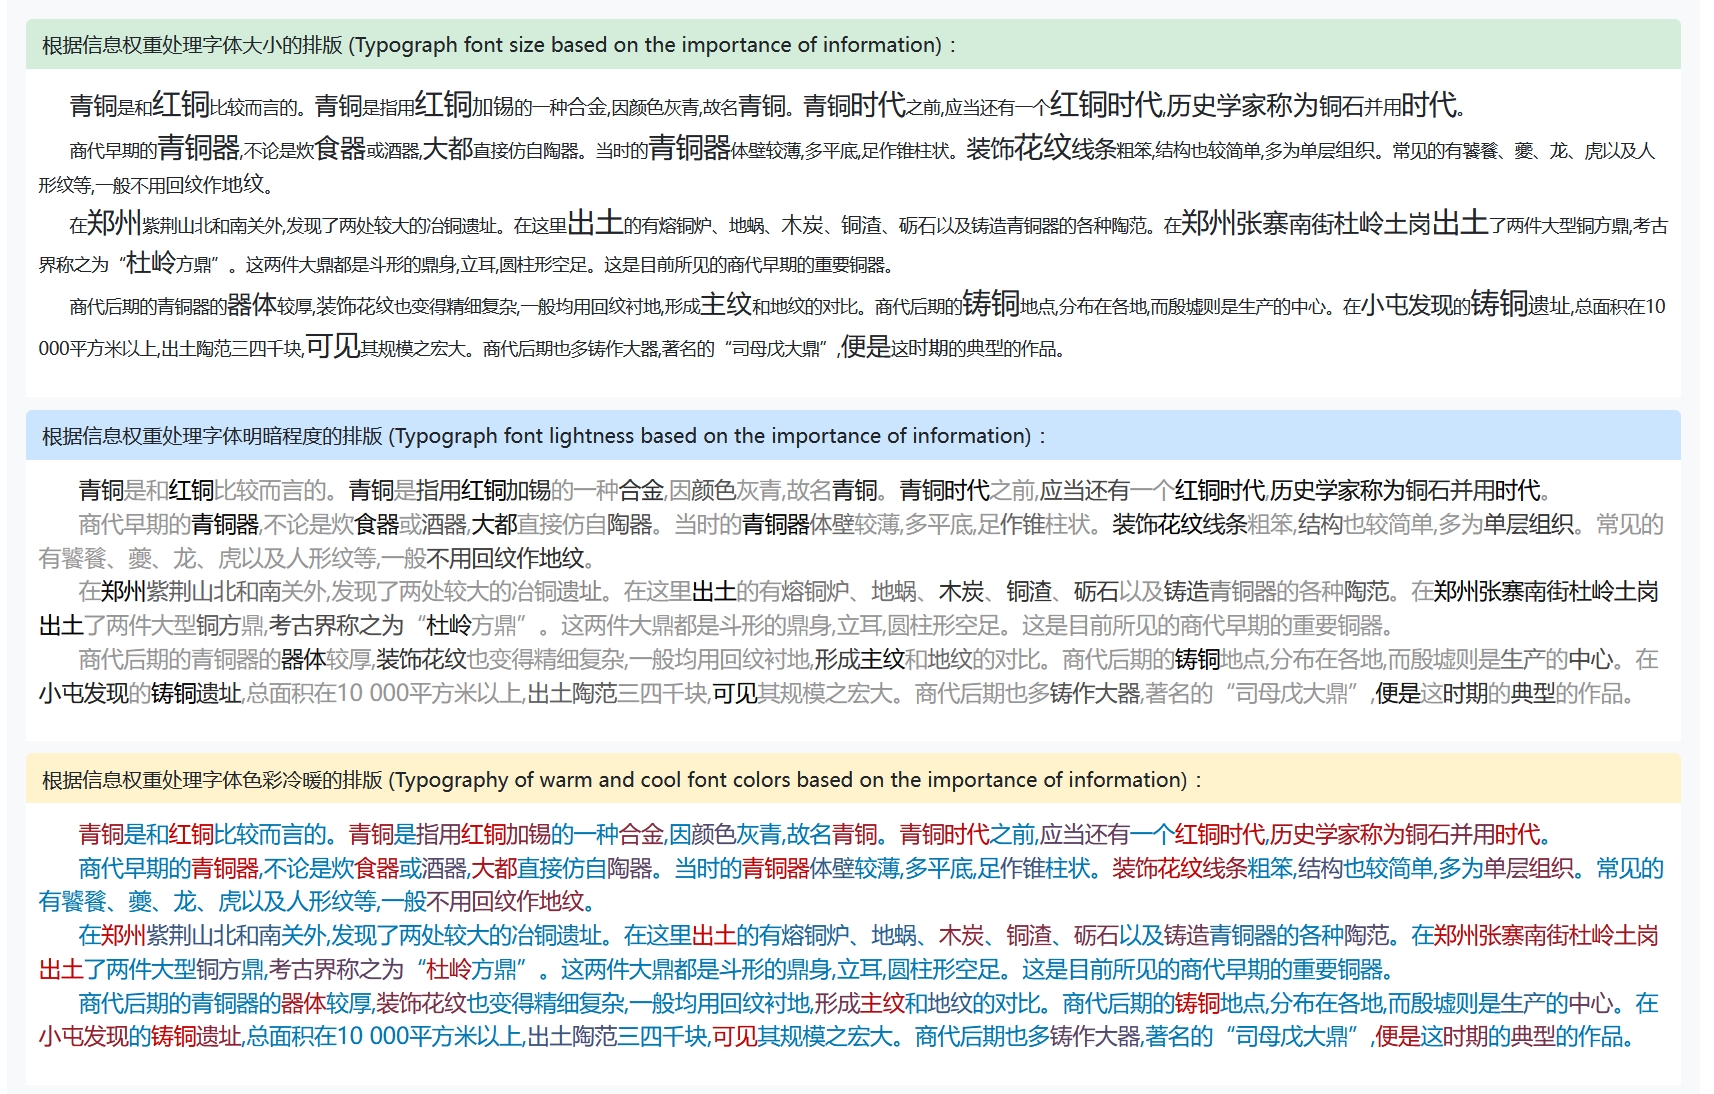 根据信息权重处理字体大小的排版 (Typograph font size based on the importance of information)：
青铜是和红铜比较而言的。青铜是指用红铜加锡的一种合金,因颜色灰青,故名青铜。青铜时代之前,应当还有一个红铜时代,历史学家称为铜石并用时代。
商代早期的青铜器,不论是炊食器或洒器,大都直接仿自陶器。当时的青铜器体壁较薄,多平底,足作锥柱状。装饰花纹线条粗笨,结构也较简单,多为单层组织。常见的有饕餮、夔、龙、虎以及人
形纹等,一般不用回纹作地纹。
在郑州紫荆山北和南关外,发现了两处较大的冶铜遗址。在这里出土的有熔铜炉、地蜗、木炭、铜渣、砺石以及铸造青铜器的各种陶范。在郑州张寨南街杜岭土岗出土了两件大型铜方鼎,考古
界称之为“杜岭方鼎”。这两件大鼎都是斗形的鼎身,立耳,圆柱形空足。这是目前所见的商代早期的重要铜器。
商代后期的青铜器的器体较厚,装饰花纹也变得精细复杂,一般均用回纹衬地,形成主纹和地纹的对比。商代后期的铸铜地点,分布在各地,而殷墟则是生产的中心。在小屯发现的铸铜遗址,总面积在10
000平方米以上,出土陶范三四千块,可见其规模之宏大。商代后期也多铸作大器,著名的“司母戊大鼎”,便是这时期的典型的作品。
根据信息权重处理字体明暗程度的排版 (Typograph font lightness based on the importance of information)：
青铜是和红铜比较而言的。青铜是指用红铜加锡的一种合金,因颜色灰青,故名青铜。青铜时代之前,应当还有一个红铜时代,历史学家称为铜石并用时代。
商代早期的青铜器,不论是炊食器或洒器,大都直接仿自陶器。当时的青铜器体壁较薄,多平底,足作锥柱状。装饰花纹线条粗笨,结构也较简单,多为单层组织。常见的
有饕餮、夔、龙、虎以及人形纹等,一般不用回纹作地纹。
在郑州紫荆山北和南关外,发现了两处较大的冶铜遗址。在这里出土的有熔铜炉、地蜗、木炭、铜渣、砺石以及铸造青铜器的各种陶范。在郑州张寨南街杜岭土岗
出土了两件大型铜方鼎,考古界称之为“杜岭方鼎”。这两件大鼎都是斗形的鼎身,立耳,圆柱形空足。这是目前所见的商代早期的重要铜器。
商代后期的青铜器的器体较厚,装饰花纹也变得精细复杂,一般均用回纹衬地,形成主纹和地纹的对比。商代后期的铸铜地点,分布在各地,而殷墟则是生产的中心。在
小屯发现的铸铜遗址,总面积在10 000平方米以上,出土陶范三四千块,可见其规模之宏大。商代后期也多铸作大器,著名的“司母戊大鼎”,便是这时期的典型的作品。
根据信息权重处理字体色彩冷暖的排版 (Typography of warm and cool font colors based on the importance of information)：
青铜是和红铜比较而言的。青铜是指用红铜加锡的一种合金,因颜色灰青,故名青铜。青铜时代之前,应当还有一个红铜时代,历史学家称为铜石并用时代。
商代早期的青铜器,不论是炊食器或洒器,大都直接仿自陶器。当时的青铜器体壁较薄,多平底,足作锥柱状。装饰花纹线条粗笨,结构也较简单,多为单层组织。常见的
有饕餮、夔、龙、虎以及人形纹等,一般不用回纹作地纹。
在郑州紫荆山北和南关外,发现了两处较大的冶铜遗址。在这里出土的有熔铜炉、地蜗、木炭、铜渣、砺石以及铸造青铜器的各种陶范。在郑州张寨南街杜岭土岗
出土了两件大型铜方鼎,考古界称之为“杜岭方鼎”。这两件大鼎都是斗形的鼎身,立耳,圆柱形空足。这是目前所见的商代早期的重要铜器。
商代后期的青铜器的器体较厚,装饰花纹也变得精细复杂,一般均用回纹衬地,形成主纹和地纹的对比。商代后期的铸铜地点,分布在各地,而殷墟则是生产的中心。在
小屯发现的铸铜遗址,总面积在10 000平方米以上,出土陶范三四千块,可见其规模之宏大。商代后期也多铸作大器,著名的“司母戊大鼎”,便是这时期的典型的作品。